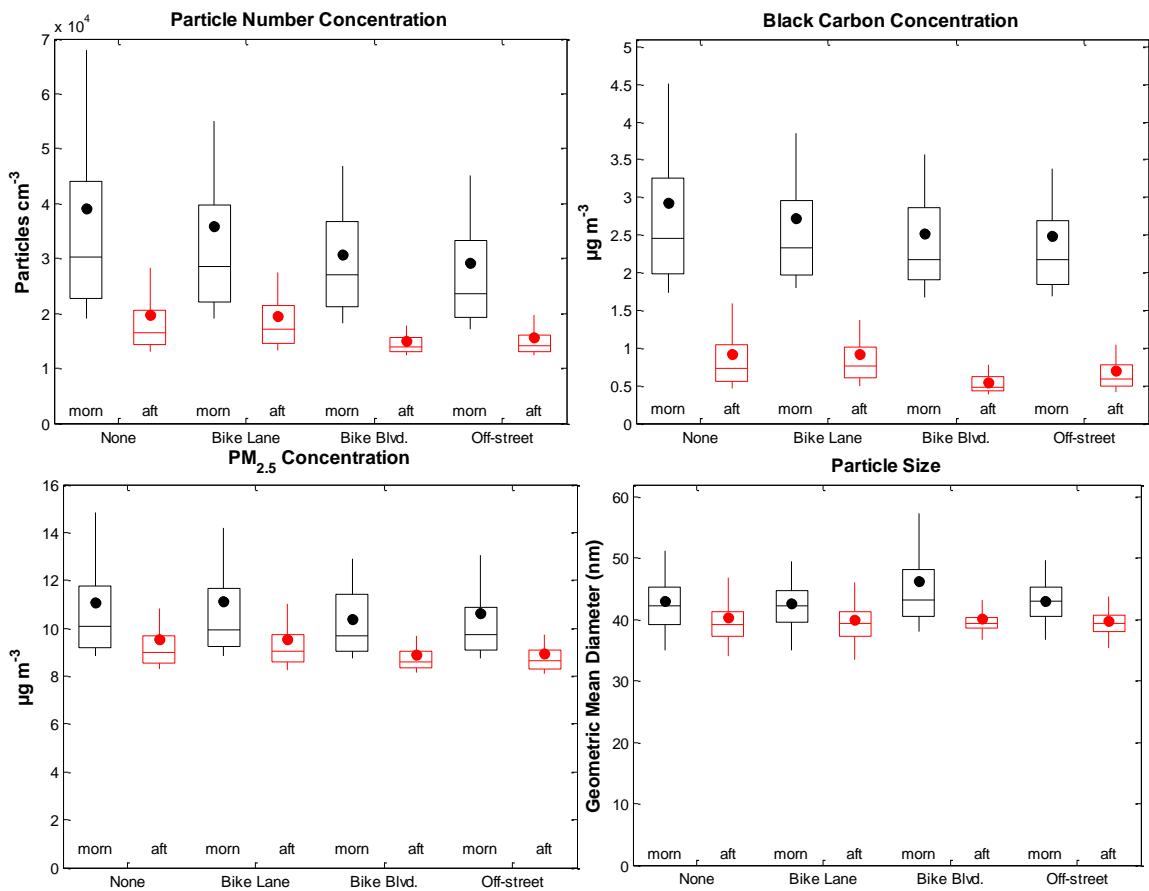 Particle Number Concentration
x 10^4
7
6
5
4
3
2
1
0
Particles cm^-3
morn aft morn aft morn aft morn aft
None Bike Lane Bike Blvd. Off-street
Black Carbon Concentration
5
4.5
4
3.5
3
2.5
2
1.5
1
0.5
0
µg m^-3
morn aft morn aft morn aft morn aft
None Bike Lane Bike Blvd. Off-street
PM_2.5 Concentration
16
14
12
10
8
6
4
2
0
µg m^-3
morn aft morn aft morn aft morn aft
None Bike Lane Bike Blvd. Off-street
Particle Size
60
50
40
30
20
10
0
Geometric Mean Diameter (nm)
morn aft morn aft morn aft morn aft
None Bike Lane Bike Blvd. Off-street